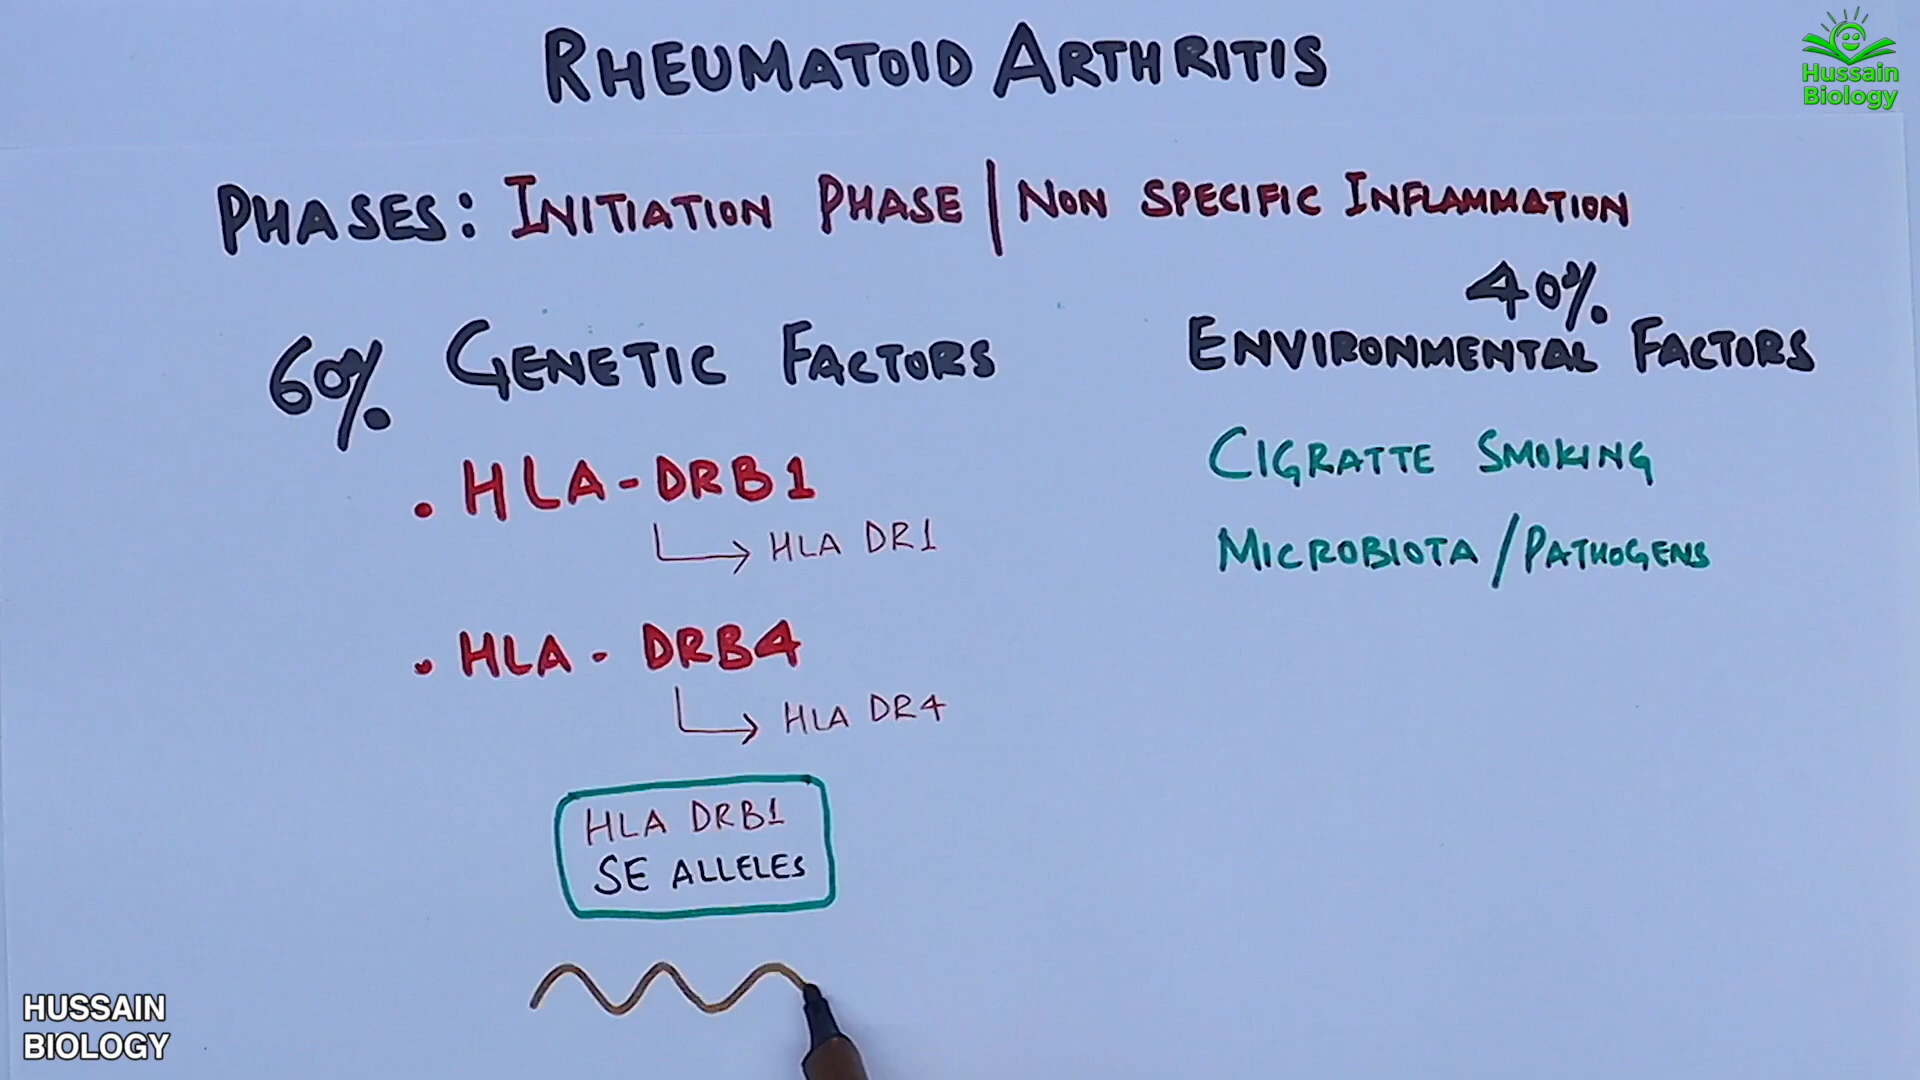 RHEUMATOID ARTHRITIS
Hussain
Biology
PHASES: INITIATION PHASE | NON SPECIFIC INFLAMMATION
60% GENETIC FACTORS
• HLA-DRB1
HLA DR1
• HLA-DRB4
HLA DR4
HLA DRB1
SE ALLELES
40%
ENVIRONMENTAL FACTORS
CIGRATTE SMOKING
MICROBIOTA/PATHOGENS
HUSSAIN
BIOLOGY